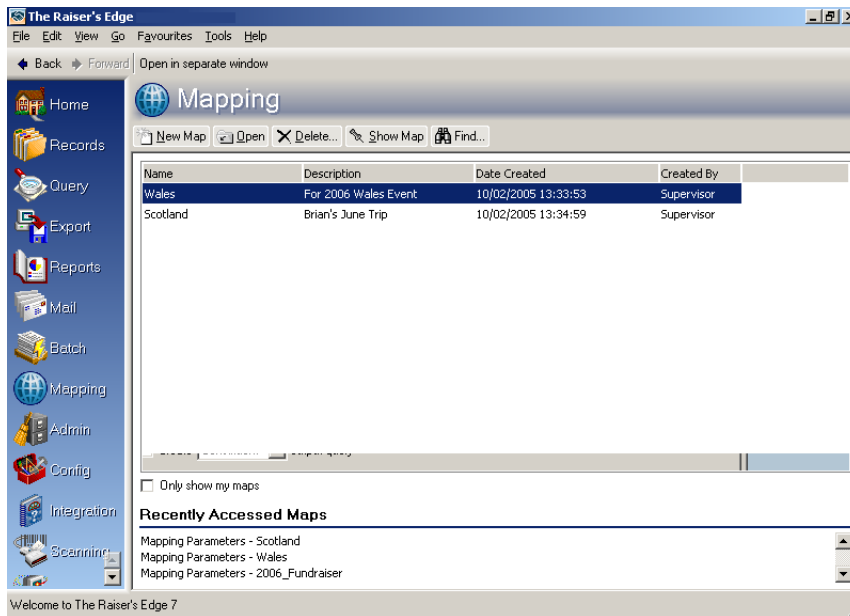 The Raiser's Edge
File Edit View Go Favourites Tools Help
Back Forward Open in separate window
Mapping
New Map Open Delete... Show Map Find...
Home
Records
Query
Export
Reports
Mail
Batch
Mapping
Admin
Config
Integration
Scanning
Name Description Date Created Created By
Wales For 2006 Wales Event 10/02/2005 13:33:53 Supervisor
Scotland Brian's June Trip 10/02/2005 13:34:59 Supervisor
Only show my maps
Recently Accessed Maps
Mapping Parameters - Scotland
Mapping Parameters - Wales
Mapping Parameters - 2006_Fundraiser
Welcome to The Raiser's Edge 7